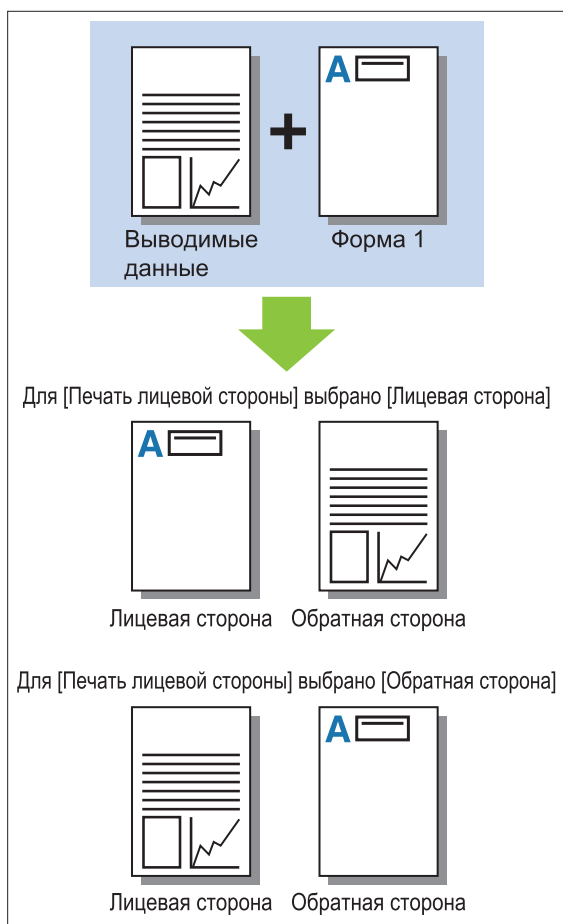 A
Выводимые
данные
Форма 1
Для [Печать лицевой стороны] выбрано [Лицевая сторона]
A
Лицевая сторона
Обратная сторона
Для [Печать лицевой стороны] выбрано [Обратная сторона]
A
Лицевая сторона
Обратная сторона